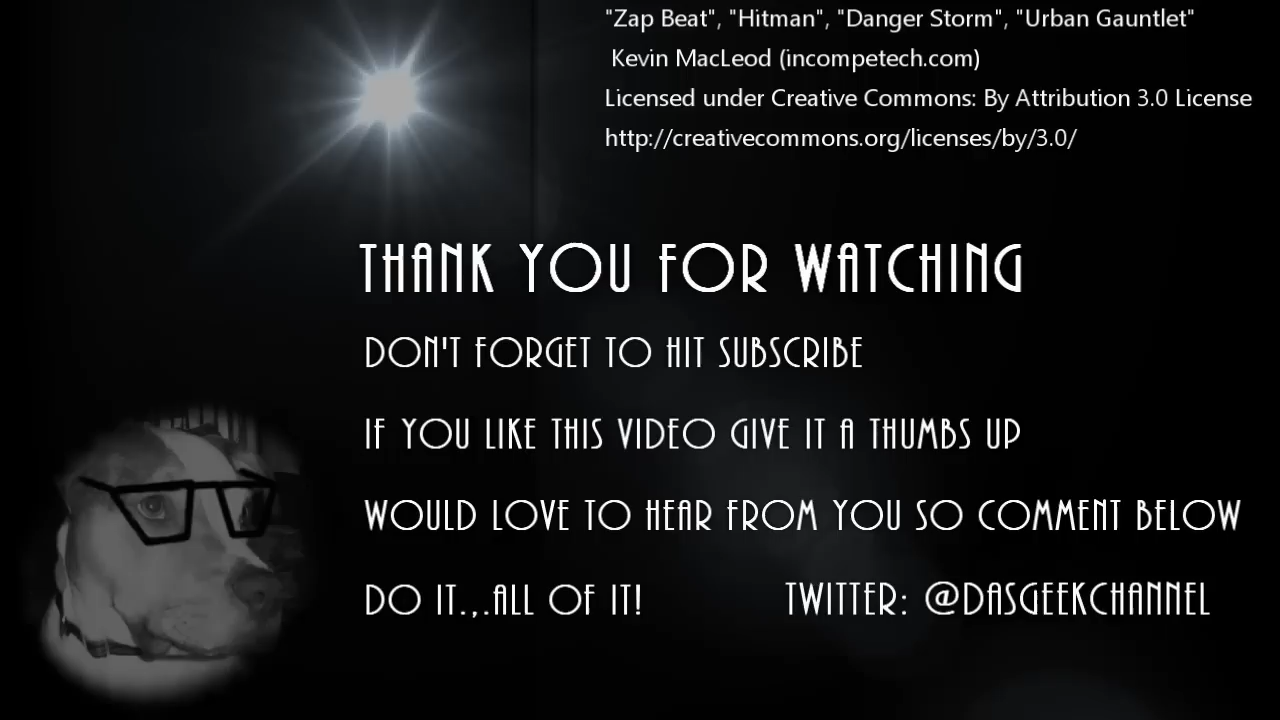 "Zap Beat", "Hitman", "Danger Storm", "Urban Gauntlet"
Kevin MacLeod (incompetech.com)
Licensed under Creative Commons: By Attribution 3.0 License
http://creativecommons.org/licenses/by/3.0/
THANK YOU FOR WATCHING
DON'T FORGET TO HIT SUBSCRIBE
IF YOU LIKE THIS VIDEO GIVE IT A THUMBS UP
WOULD LOVE TO HEAR FROM YOU SO COMMENT BELOW
DO IT.,.ALL OF IT! TWITTER: @DASGEEKCHANNEL